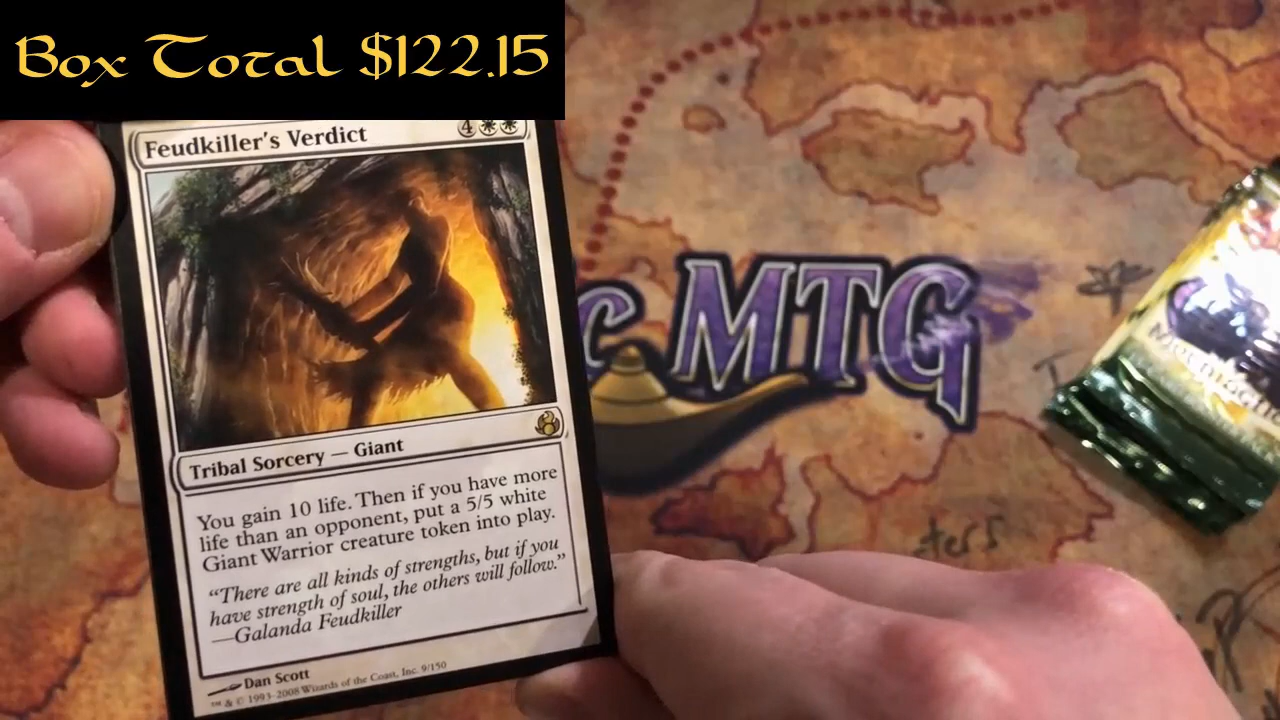 Box Total $122.15
Feudkiller's Verdict
4
c MTG
Tribal Sorcery — Giant
You gain 10 life. Then if you have more
life than an opponent, put a 5/5 white
Giant Warrior creature token into play.
"There are all kinds of strengths, but if you
have strength of soul, the others will follow."
—Galanda Feudkiller
Dan Scott
™ & © 1993-2008 Wizards of the Coast, Inc. 9/150